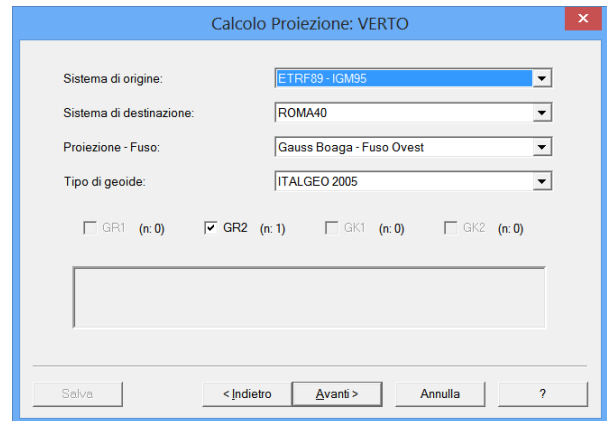 Calcolo Proiezione: VERTO
Sistema di origine: ETRF89 - IGM95
Sistema di destinazione: ROMA40
Proiezione - Fuso: Gauss Boaga - Fuso Ovest
Tipo di geoide: ITALGEO 2005
GR1 (n: 0) GR2 (n: 1) GK1 (n: 0) GK2 (n: 0)
Salva < Indietro Avanti > Annulla ?